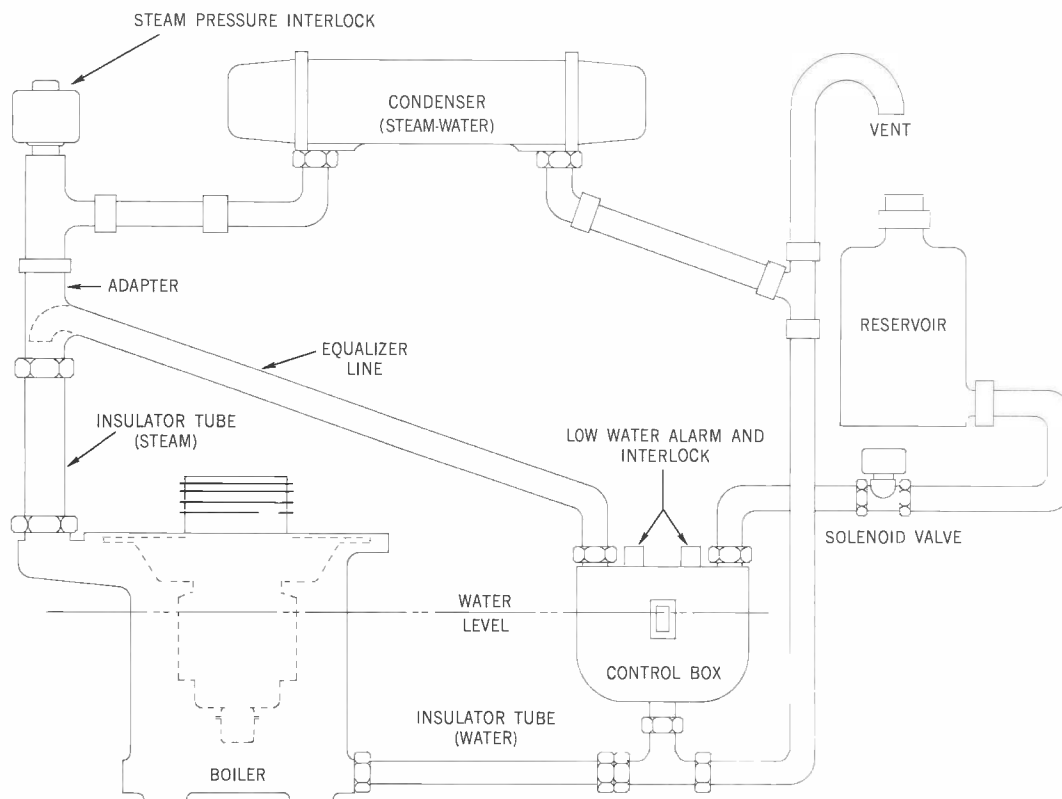 STEAM PRESSURE INTERLOCK
CONDENSER
(STEAM-WATER)
VENT
ADAPTER
RESERVOIR
EQUALIZER
LINE
INSULATOR TUBE
(STEAM)
LOW WATER ALARM AND
INTERLOCK
SOLENOID VALVE
WATER
LEVEL
CONTROL BOX
INSULATOR TUBE
(WATER)
BOILER